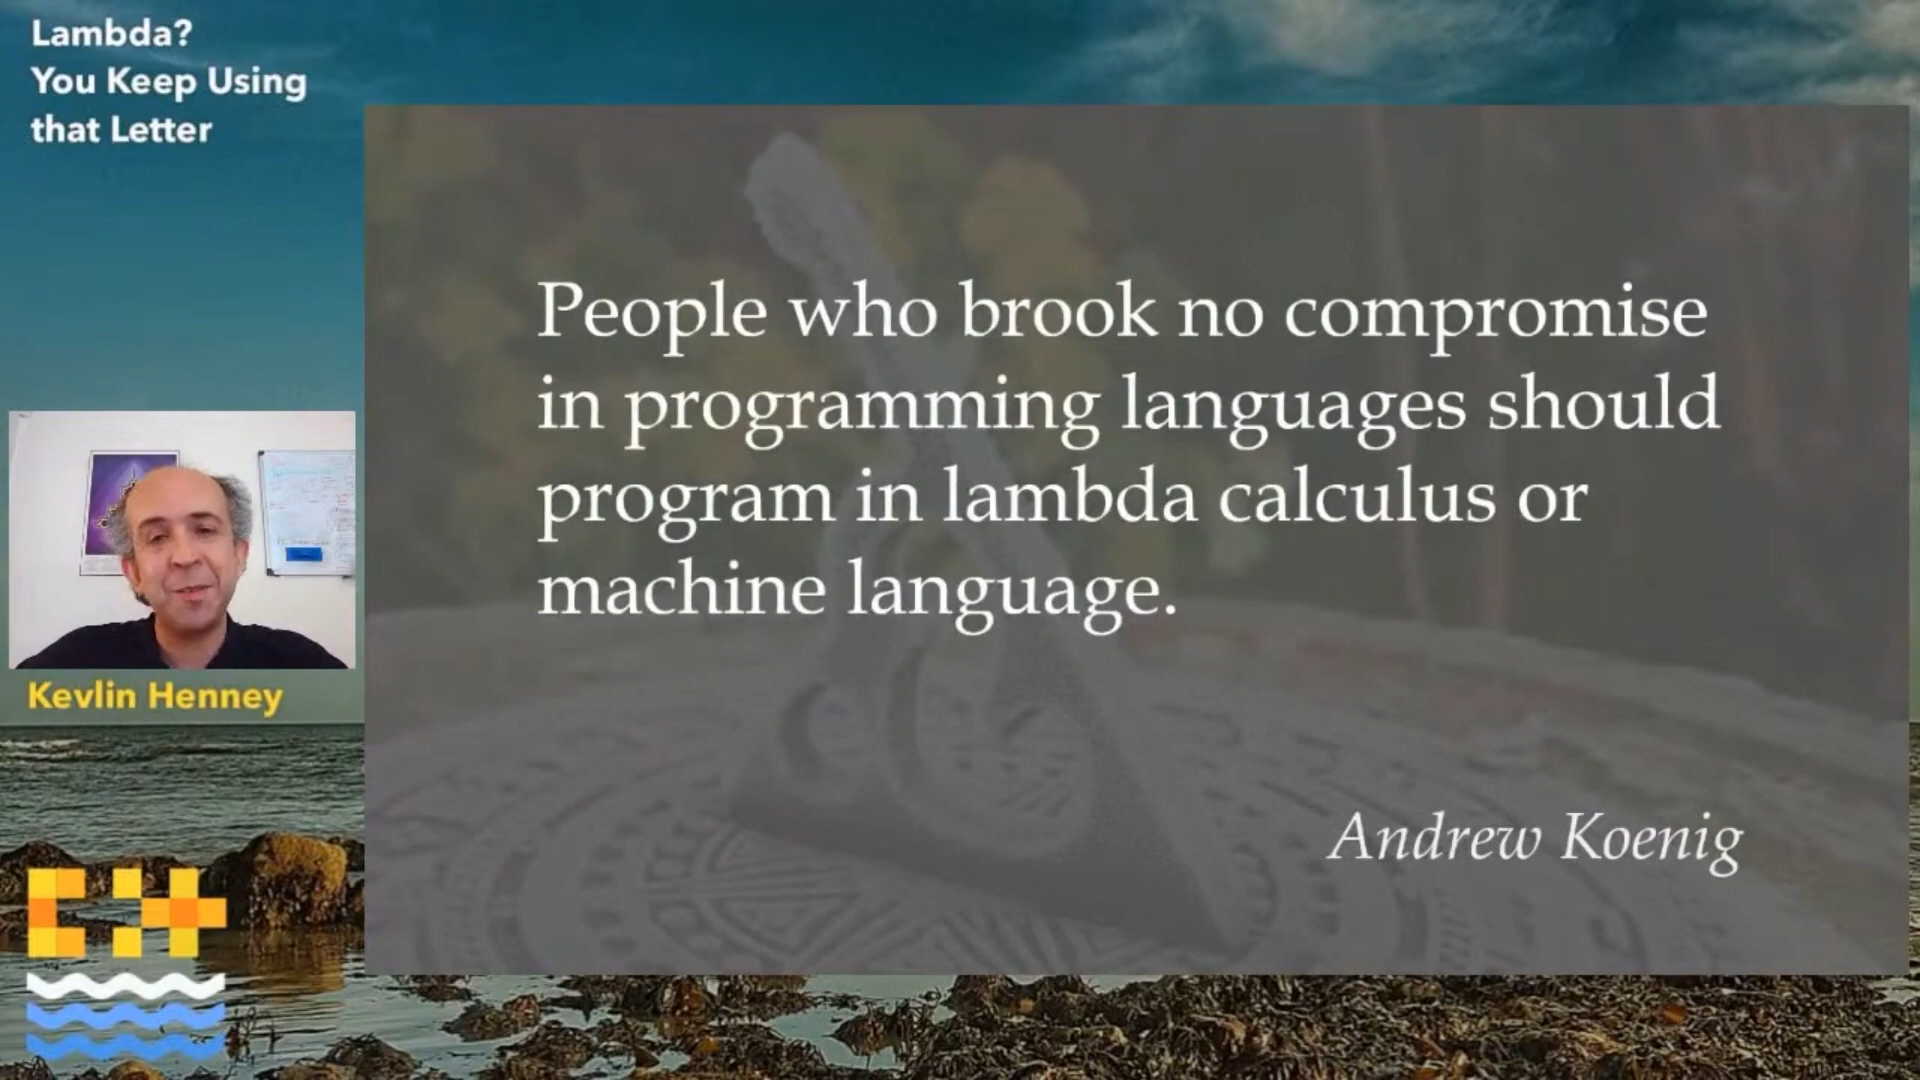 Lambda?
You Keep Using
that Letter
People who brook no compromise
in programming languages should
program in lambda calculus or
machine language.
Andrew Koenig
Kevlin Henney